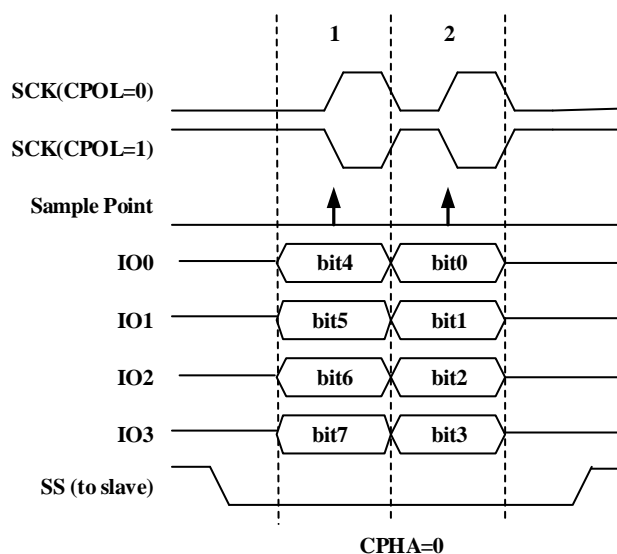 1 2
SCK(CPOL=0)
SCK(CPOL=1)
Sample Point
IO0 bit4 bit0
IO1 bit5 bit1
IO2 bit6 bit2
IO3 bit7 bit3
SS (to slave)
CPHA=0